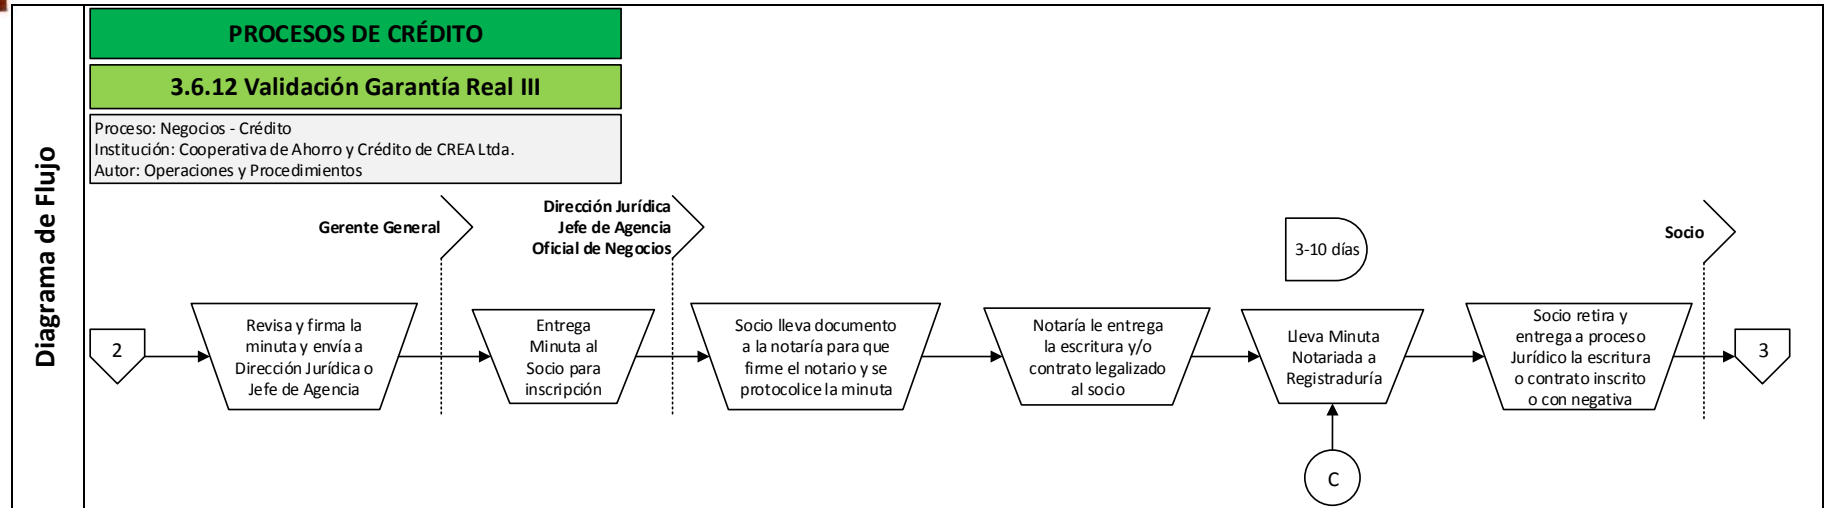 PROCESOS DE CRÉDITO
3.6.12 Validación Garantía Real III
Proceso: Negocios - Crédito
Institución: Cooperativa de Ahorro y Crédito de CREA Ltda.
Autor: Operaciones y Procedimientos
Diagrama de Flujo
Gerente General
Dirección Jurídica
Jefe de Agencia
Oficial de Negocios
3-10 días
Socio
2
Revisa y firma la
minuta y envía a
Dirección Jurídica o
Jefe de Agencia
Entrega
Minuta al
Socio para
inscripción
Socio lleva documento
a la notaría para que
firme el notario y se
protocolice la minuta
Notaría le entrega
la escritura y/o
contrato legalizado
al socio
Lleva Minuta
Notariada a
Registraduría
Socio retira y
entrega a proceso
Jurídico la escritura
o contrato inscrito
o con negativa
3
C